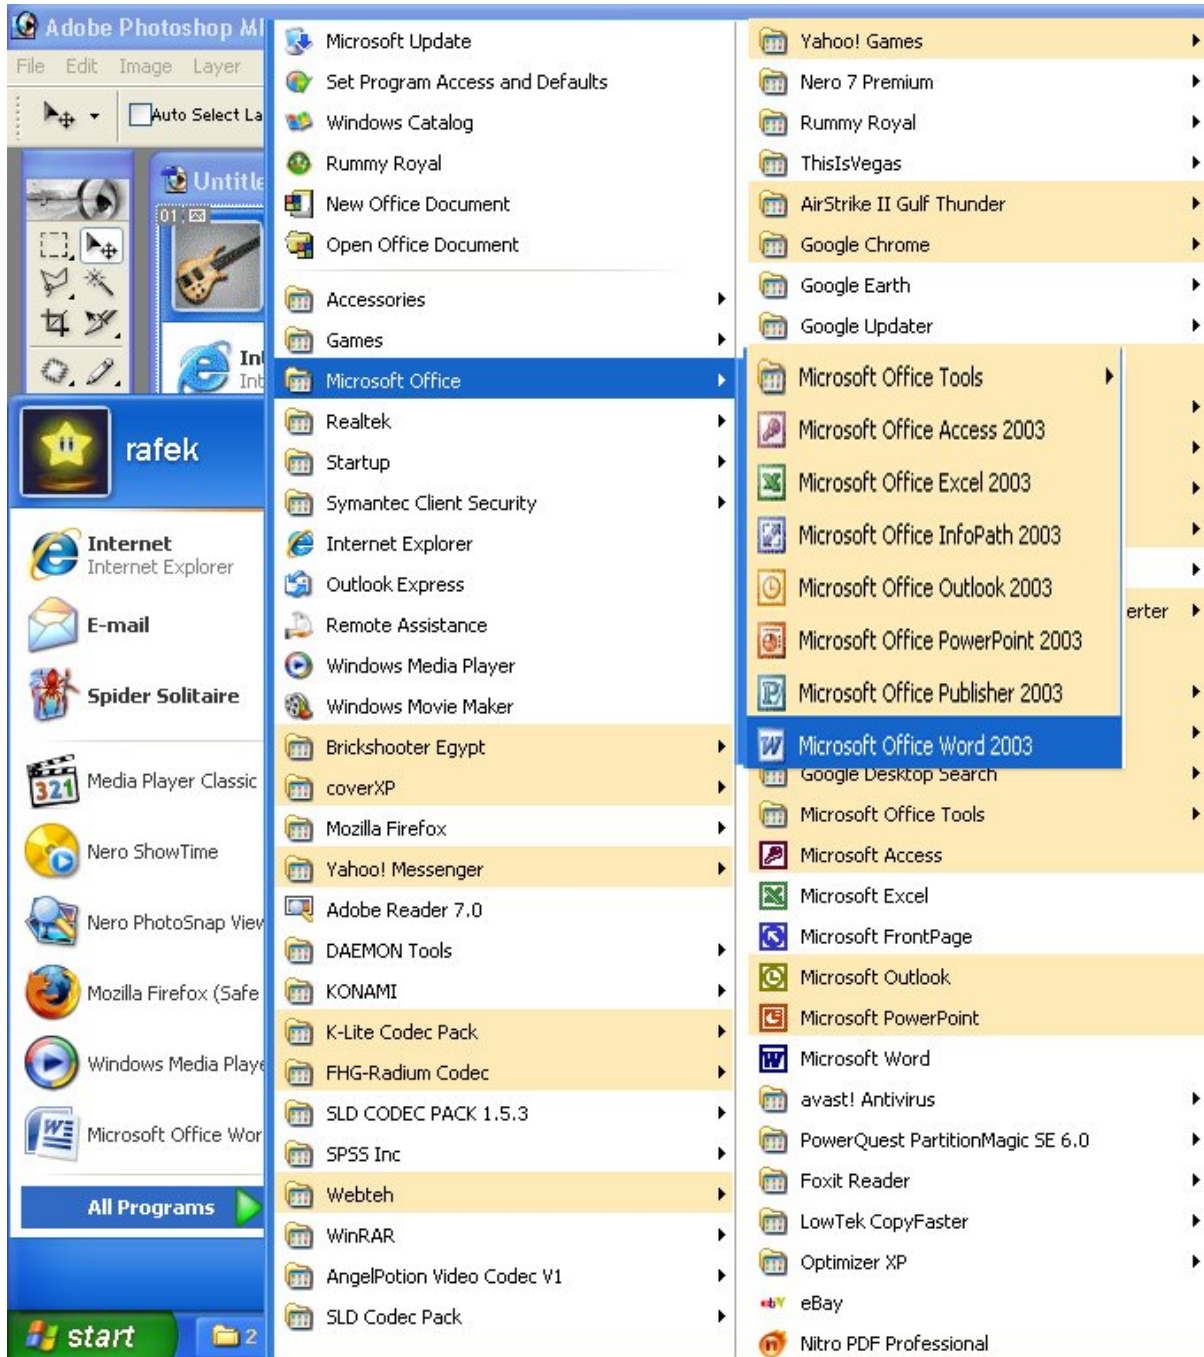 Adobe Photoshop
File Edit Image Layer
Auto Select La
Untitle
01
Int
Int
rafek
Internet
Internet Explorer
E-mail
Spider Solitaire
Media Player Classic
Nero ShowTime
Nero PhotoSnap View
Mozilla Firefox (Safe
Windows Media Playe
Microsoft Office Wor
All Programs
start
2
Microsoft Update
Set Program Access and Defaults
Windows Catalog
Rummy Royal
New Office Document
Open Office Document
Accessories
Games
Microsoft Office
Realtek
Startup
Symantec Client Security
Internet Explorer
Outlook Express
Remote Assistance
Windows Media Player
Windows Movie Maker
Brickshooter Egypt
coverXP
Mozilla Firefox
Yahoo! Messenger
Adobe Reader 7.0
DAEMON Tools
KONAMI
K-Lite Codec Pack
FHG-Radium Codec
SLD CODEC PACK 1.5.3
SPSS Inc
Webteh
WinRAR
AngelPotion Video Codec V1
SLD Codec Pack
Yahoo! Games
Nero 7 Premium
Rummy Royal
ThisIsVegas
AirStrike II Gulf Thunder
Google Chrome
Google Earth
Google Updater
Microsoft Office Tools
Microsoft Office Access 2003
Microsoft Office Excel 2003
Microsoft Office InfoPath 2003
Microsoft Office Outlook 2003
erter
Microsoft Office PowerPoint 2003
Microsoft Office Publisher 2003
Microsoft Office Word 2003
Google Desktop Search
Microsoft Office Tools
Microsoft Access
Microsoft Excel
Microsoft FrontPage
Microsoft Outlook
Microsoft PowerPoint
Microsoft Word
avast! Antivirus
PowerQuest PartitionMagic SE 6.0
Foxit Reader
LowTek CopyFaster
Optimizer XP
eBay
Nitro PDF Professional